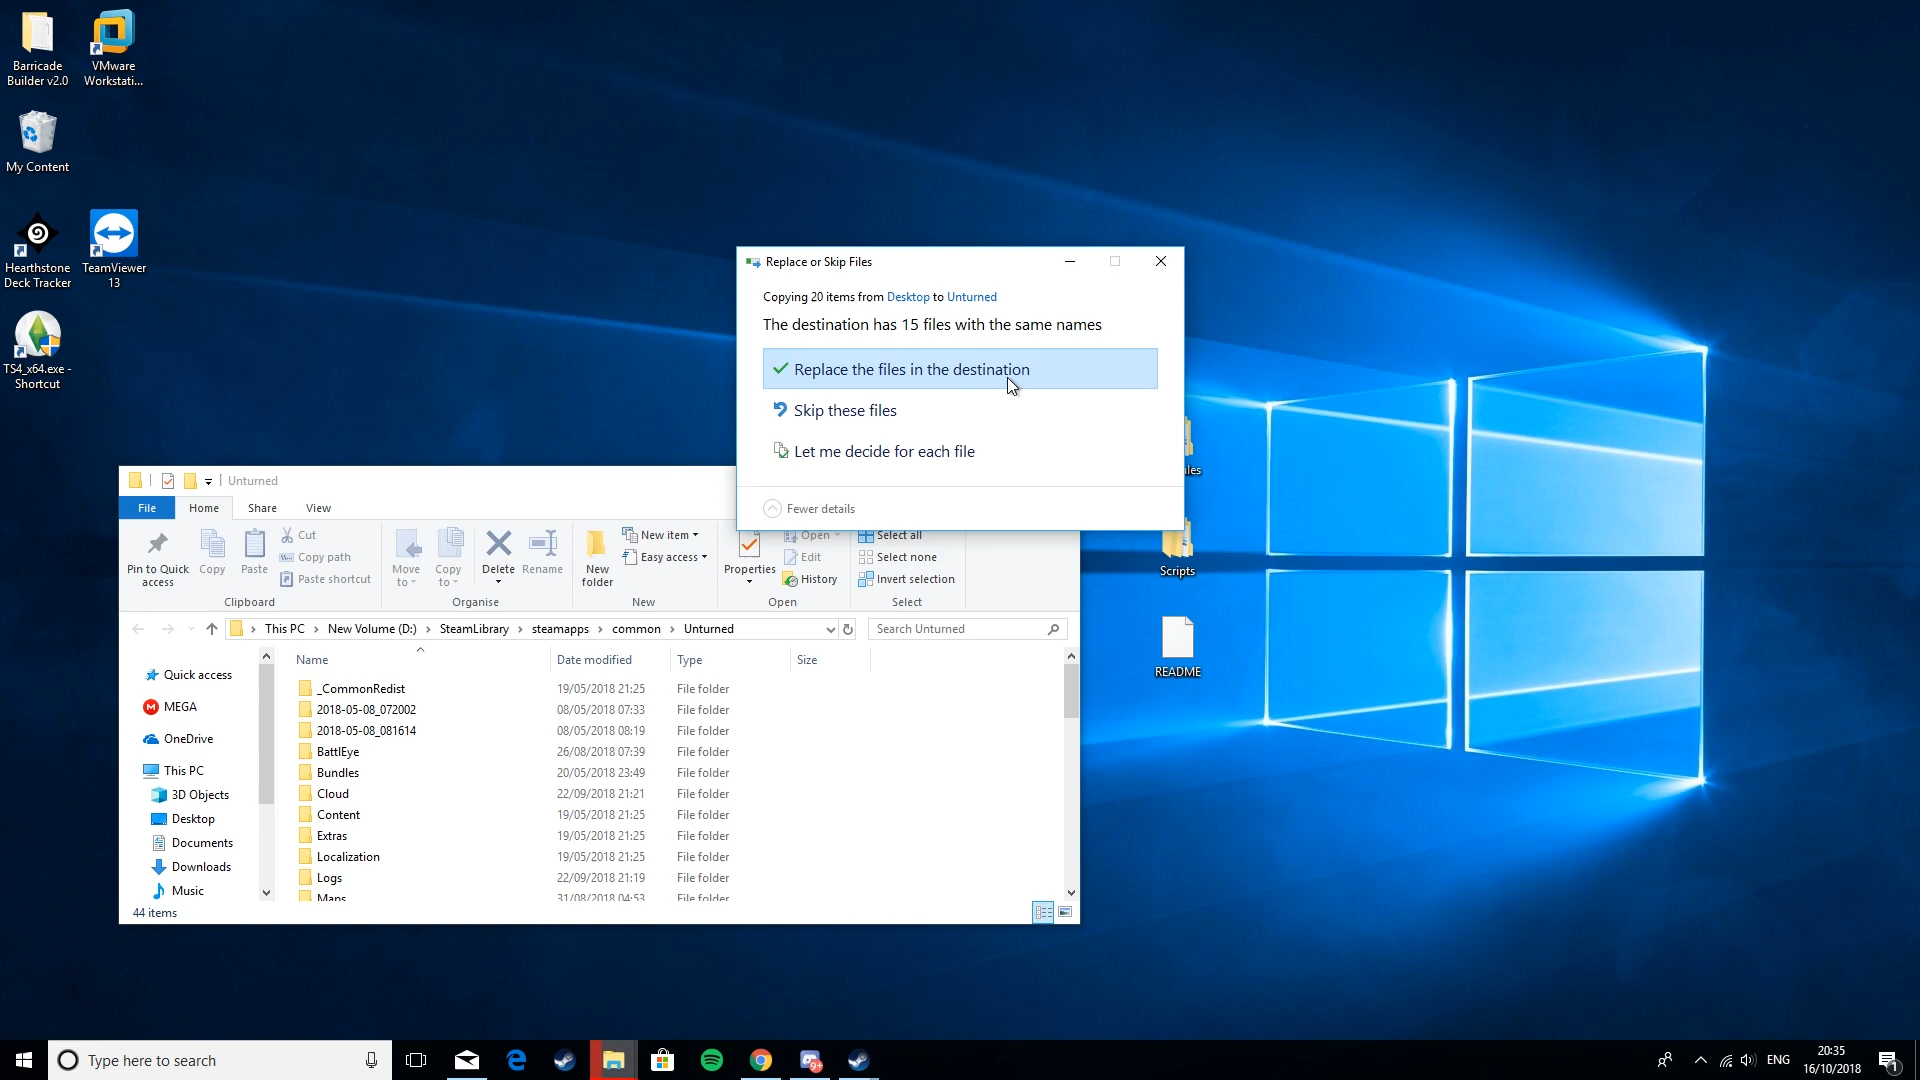 Barricade
Builder v2.0
VMware
Workstati...
My Content
Hearthstone
Deck Tracker
TeamViewer
13
TS4_x64.exe -
Shortcut
Replace or Skip Files
Copying 20 items from Desktop to Unturned
The destination has 15 files with the same names
Replace the files in the destination
Skip these files
Let me decide for each file
Fewer details
Scripts
README
Unturned
File Home Share View
Pin to Quick
access
Copy
Paste
Cut
Copy path
Paste shortcut
Clipboard
Move
to
Copy
to
Delete
Rename
Organise
New
folder
New item
Easy access
New
Properties
Open
Edit
History
Open
Select all
Select none
Invert selection
Select
This PC > New Volume (D:) > SteamLibrary > steamapps > common > Unturned
Search Unturned
Quick access
MEGA
OneDrive
This PC
3D Objects
Desktop
Documents
Downloads
Music
Name Date modified Type Size
_CommonRedist 19/05/2018 21:25 File folder
2018-05-08_072002 08/05/2018 07:33 File folder
2018-05-08_081614 08/05/2018 08:19 File folder
BattlEye 26/08/2018 07:39 File folder
Bundles 20/05/2018 23:49 File folder
Cloud 22/09/2018 21:21 File folder
Content 19/05/2018 21:25 File folder
Extras 19/05/2018 21:25 File folder
Localization 19/05/2018 21:25 File folder
Logs 22/09/2018 21:19 File folder
Maps 31/08/2018 04:53 File folder
44 items
Type here to search
9+
ENG
20:35
16/10/2018
1